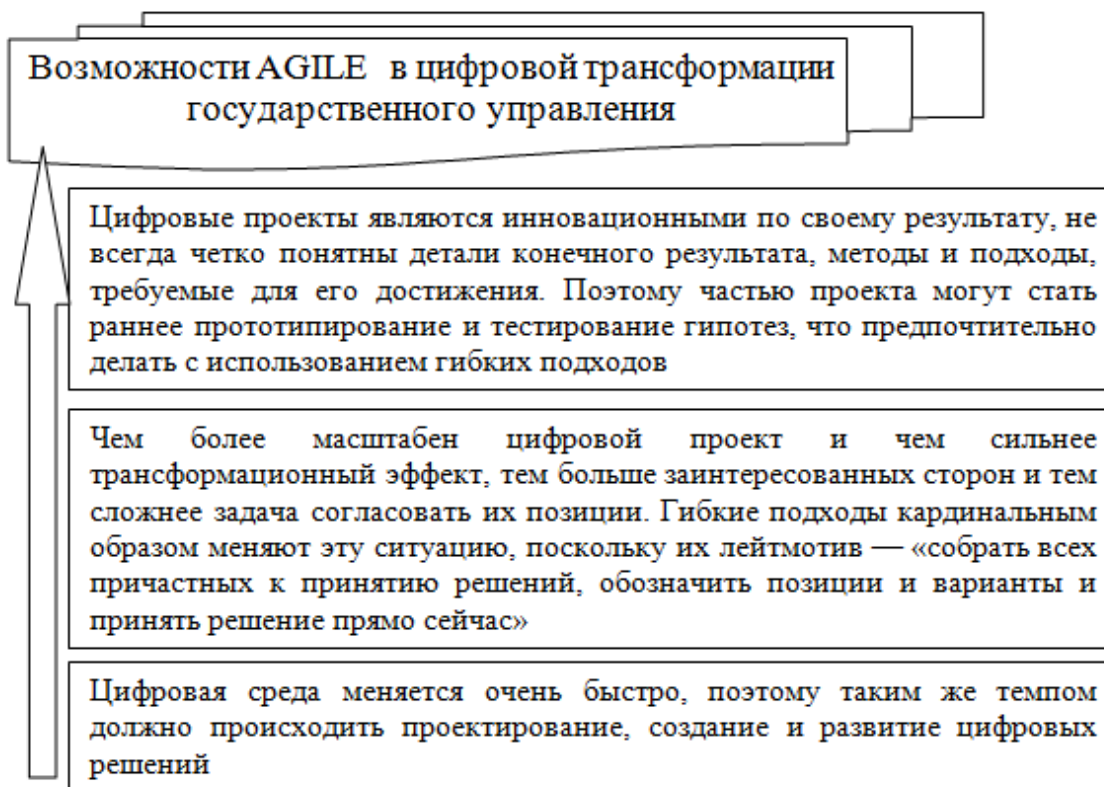 Возможности AGILE в цифровой трансформации
государственного управления
Цифровые проекты являются инновационными по своему результату, не
всегда четко понятны детали конечного результата, методы и подходы,
требуемые для его достижения. Поэтому частью проекта могут стать
раннее прототипирование и тестирование гипотез, что предпочтительно
делать с использованием гибких подходов
Чем более масштабен цифровой проект и чем сильнее
трансформационный эффект, тем больше заинтересованных сторон и тем
сложнее задача согласовать их позиции. Гибкие подходы кардинальным
образом меняют эту ситуацию, поскольку их лейтмотив — «собрать всех
причастных к принятию решений, обозначить позиции и варианты и
принять решение прямо сейчас»
Цифровая среда меняется очень быстро, поэтому таким же темпом
должно происходить проектирование, создание и развитие цифровых
решений